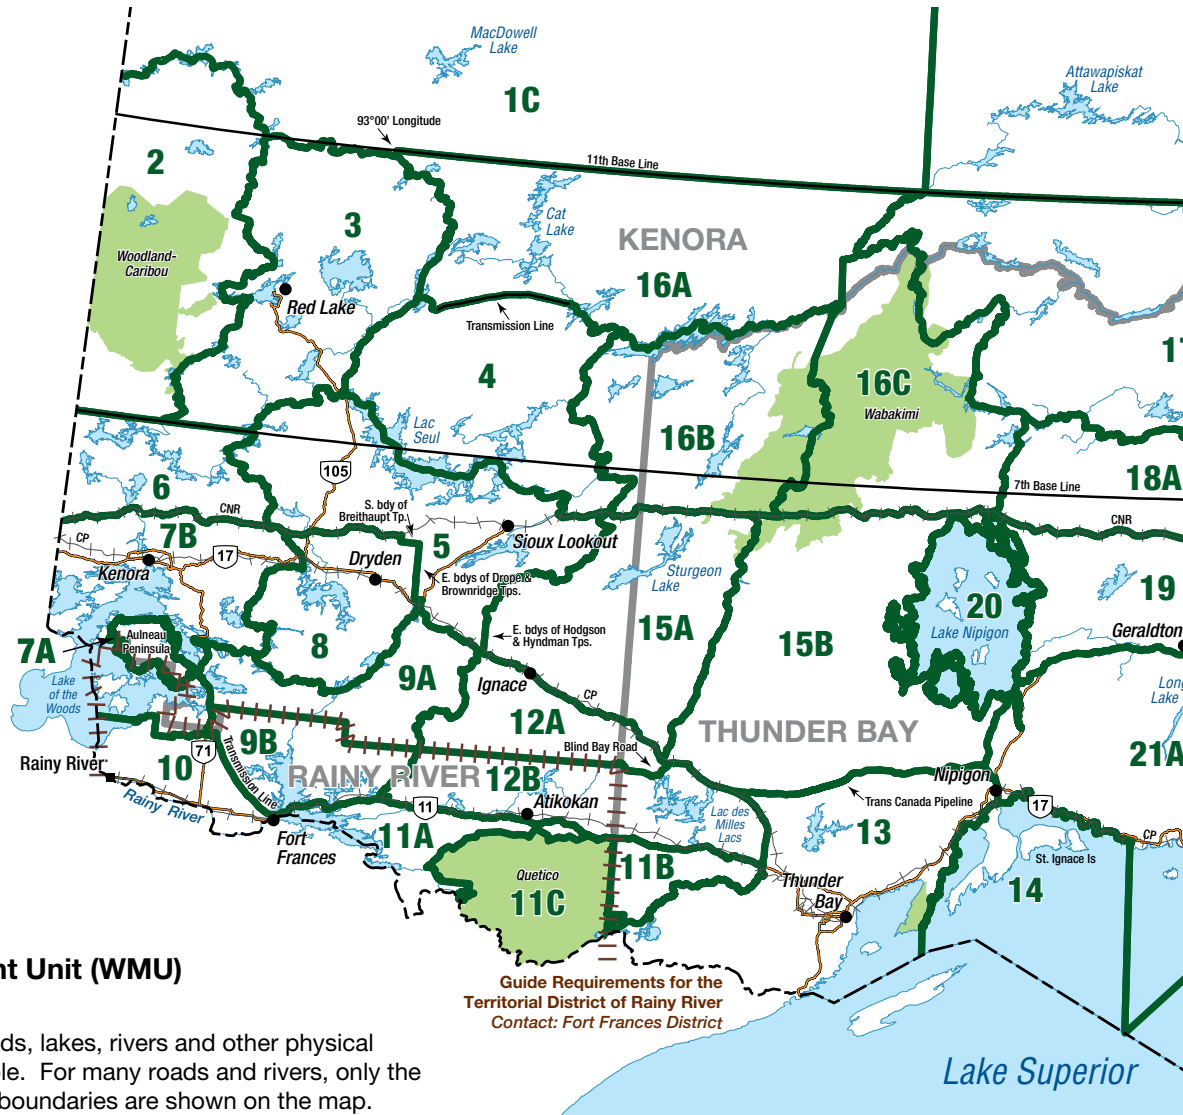 MacDowell
Lake
1C
Attawapiskat
Lake
93°00' Longitude
11th Base Line
2
3
Cat
Lake
KENORA
16A
Woodland-
Caribou
Red Lake
Transmission Line
4
16C
Wabakimi
17
Lac
Seul
16B
105
7th Base Line
18A
6
CNR
S. bdy of
Breithaupt Tp.
CNR
7B
CP
17
Kenora
Dryden
5
Sioux Lookout
E. bdys of Drope &
Brownridge Tps.
Sturgeon
Lake
19
20
Lake Nipigon
E. bdys of Hodgson
& Hyndman Tps.
15A
15B
Geraldton
7A
Aulneau
Peninsula
8
9A
Ignace
CP
Lake
of the
Woods
Long
Lake
12A
THUNDER BAY
Blind Bay Road
9B
71
Transmission Line
21A
Rainy River
10
RAINY RIVER
12B
Nipigon
Trans Canada Pipeline
Rainy River
11
Atikokan
17
Lac des
Milles
Lacs
13
CP
Fort
Frances
11A
St. Ignace Is
11B
Quetico
11C
Thunder
Bay
14
Guide Requirements for the
Territorial District of Rainy River
Contact: Fort Frances District
nt Unit (WMU)
ds, lakes, rivers and other physical
ole. For many roads and rivers, only the
boundaries are shown on the map.
Lake Superior